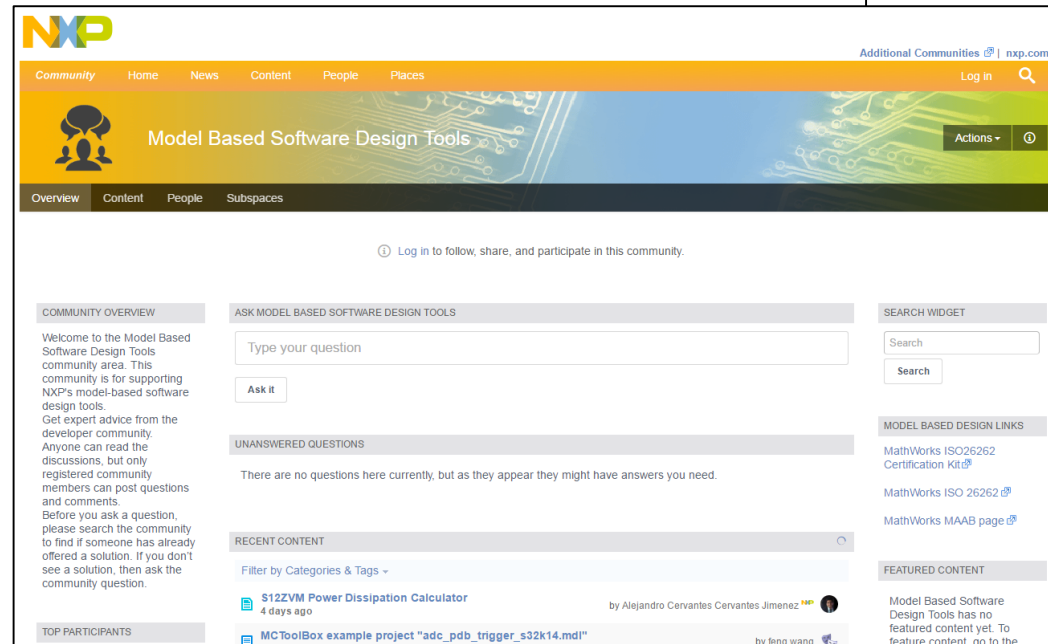 NXP
Additional Communities | nxp.com
Community Home News Content People Places Log in
Model Based Software Design Tools
Actions
Overview Content People Subspaces
Log in to follow, share, and participate in this community.
COMMUNITY OVERVIEW
Welcome to the Model Based
Software Design Tools
community area. This
community is for supporting
NXP's model-based software
design tools.
Get expert advice from the
developer community.
Anyone can read the
discussions, but only
registered community
members can post questions
and comments.
Before you ask a question,
please search the community
to find if someone has already
offered a solution. If you don't
see a solution, then ask the
community question.
TOP PARTICIPANTS
ASK MODEL BASED SOFTWARE DESIGN TOOLS
Type your question
Ask it
UNANSWERED QUESTIONS
There are no questions here currently, but as they appear they might have answers you need.
RECENT CONTENT
Filter by Categories & Tags
S12ZVM Power Dissipation Calculator
4 days ago
by Alejandro Cervantes Cervantes Jimenez
MCToolBox example project "adc_pdb_trigger_s32k14.mdl"
by feng wang
SEARCH WIDGET
Search
Search
MODEL BASED DESIGN LINKS
MathWorks ISO26262
Certification Kit
MathWorks ISO 26262
MathWorks MAAB page
FEATURED CONTENT
Model Based Software
Design Tools has no
featured content yet. To
feature content, go to the